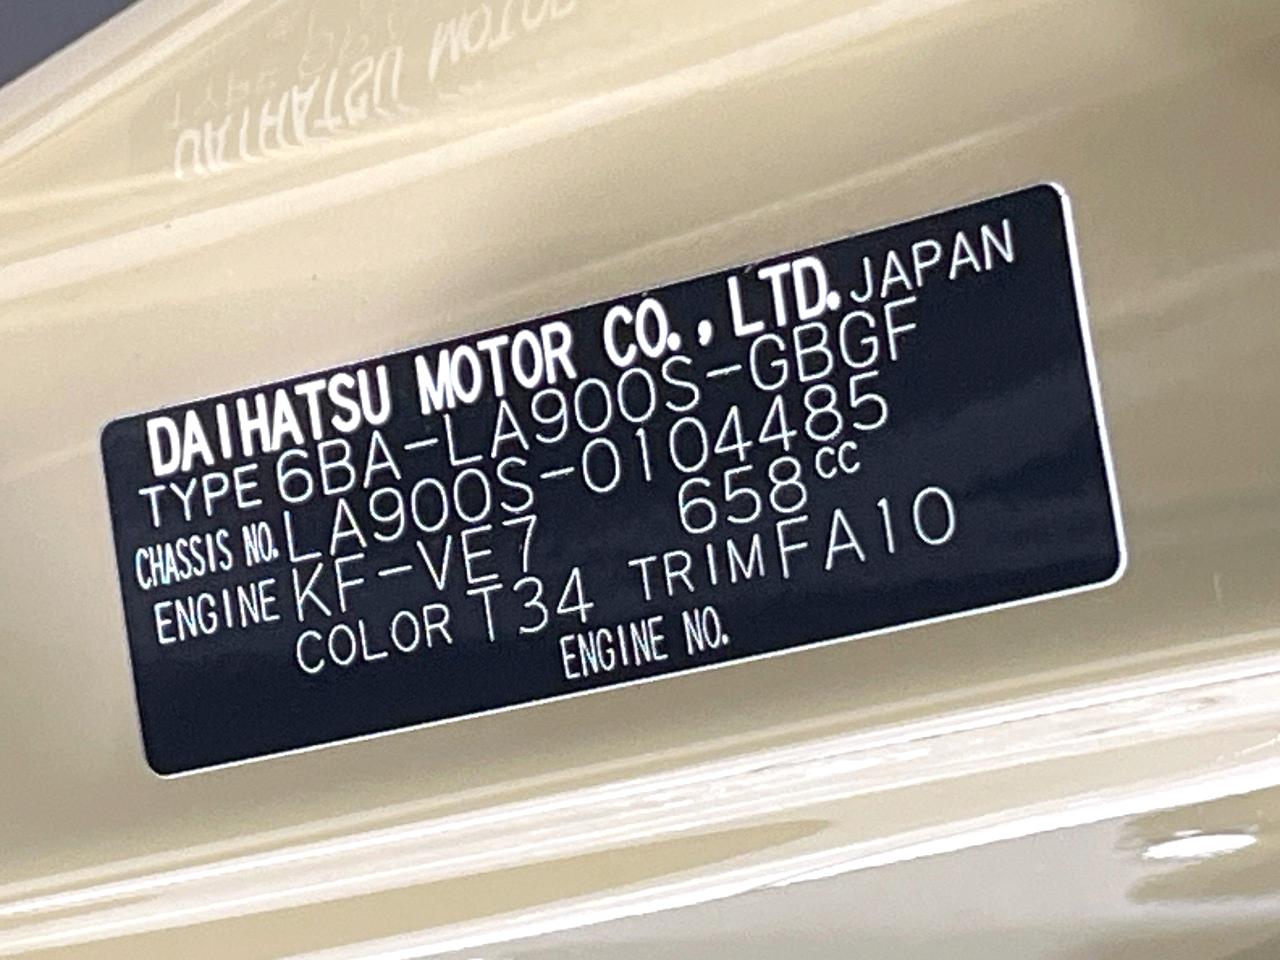 DAIHATSU MOTOR CO., LTD. JAPAN
TYPE 6BA-LA900S-GBGF
CHASSIS NO. LA900S-0104485
ENGINE KF-VE7 658cc
COLOR T34 TRIM FA10
ENGINE NO.